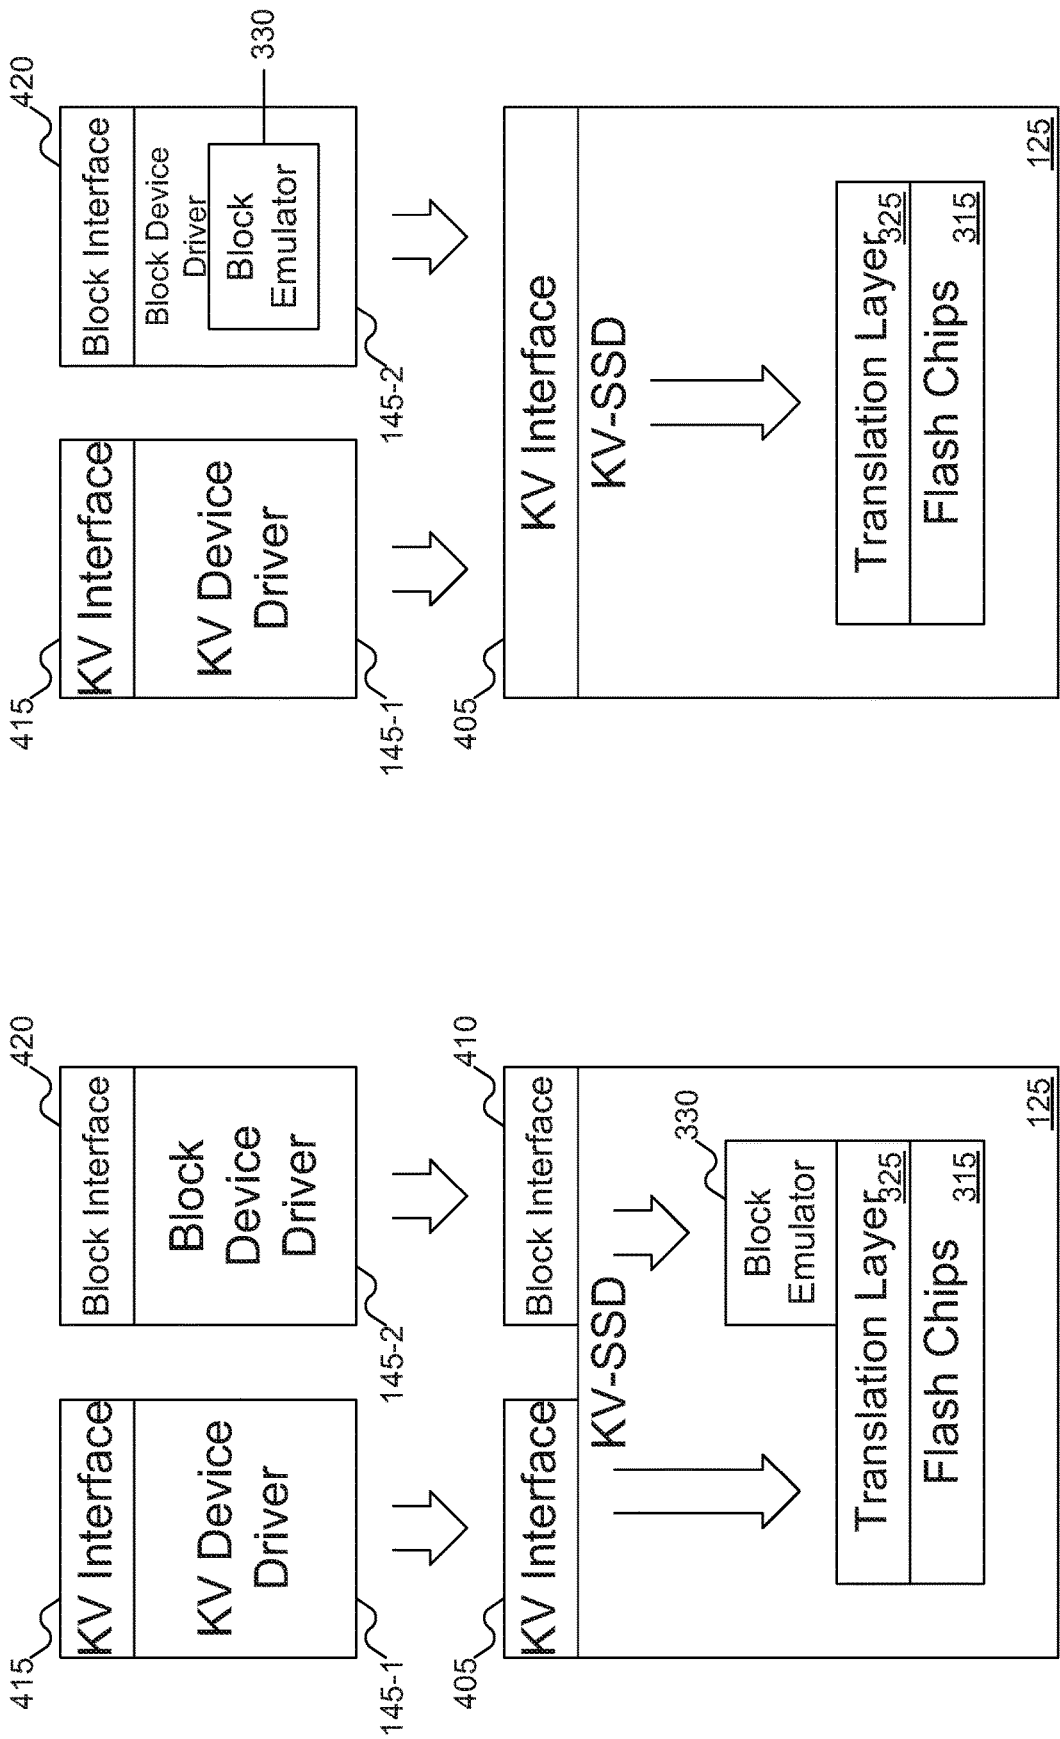 415
KV Interface
KV Device
Driver
145-1
420
Block Interface
Block
Device
Driver
145-2
405
KV Interface
410
Block Interface
KV-SSD
330
Block
Emulator
Translation Layer
325
Flash Chips
315
125
415
KV Interface
KV Device
Driver
145-1
420
Block Interface
Block Device
Driver
Block
Emulator
330
145-2
405
KV Interface
KV-SSD
Translation Layer
325
Flash Chips
315
125